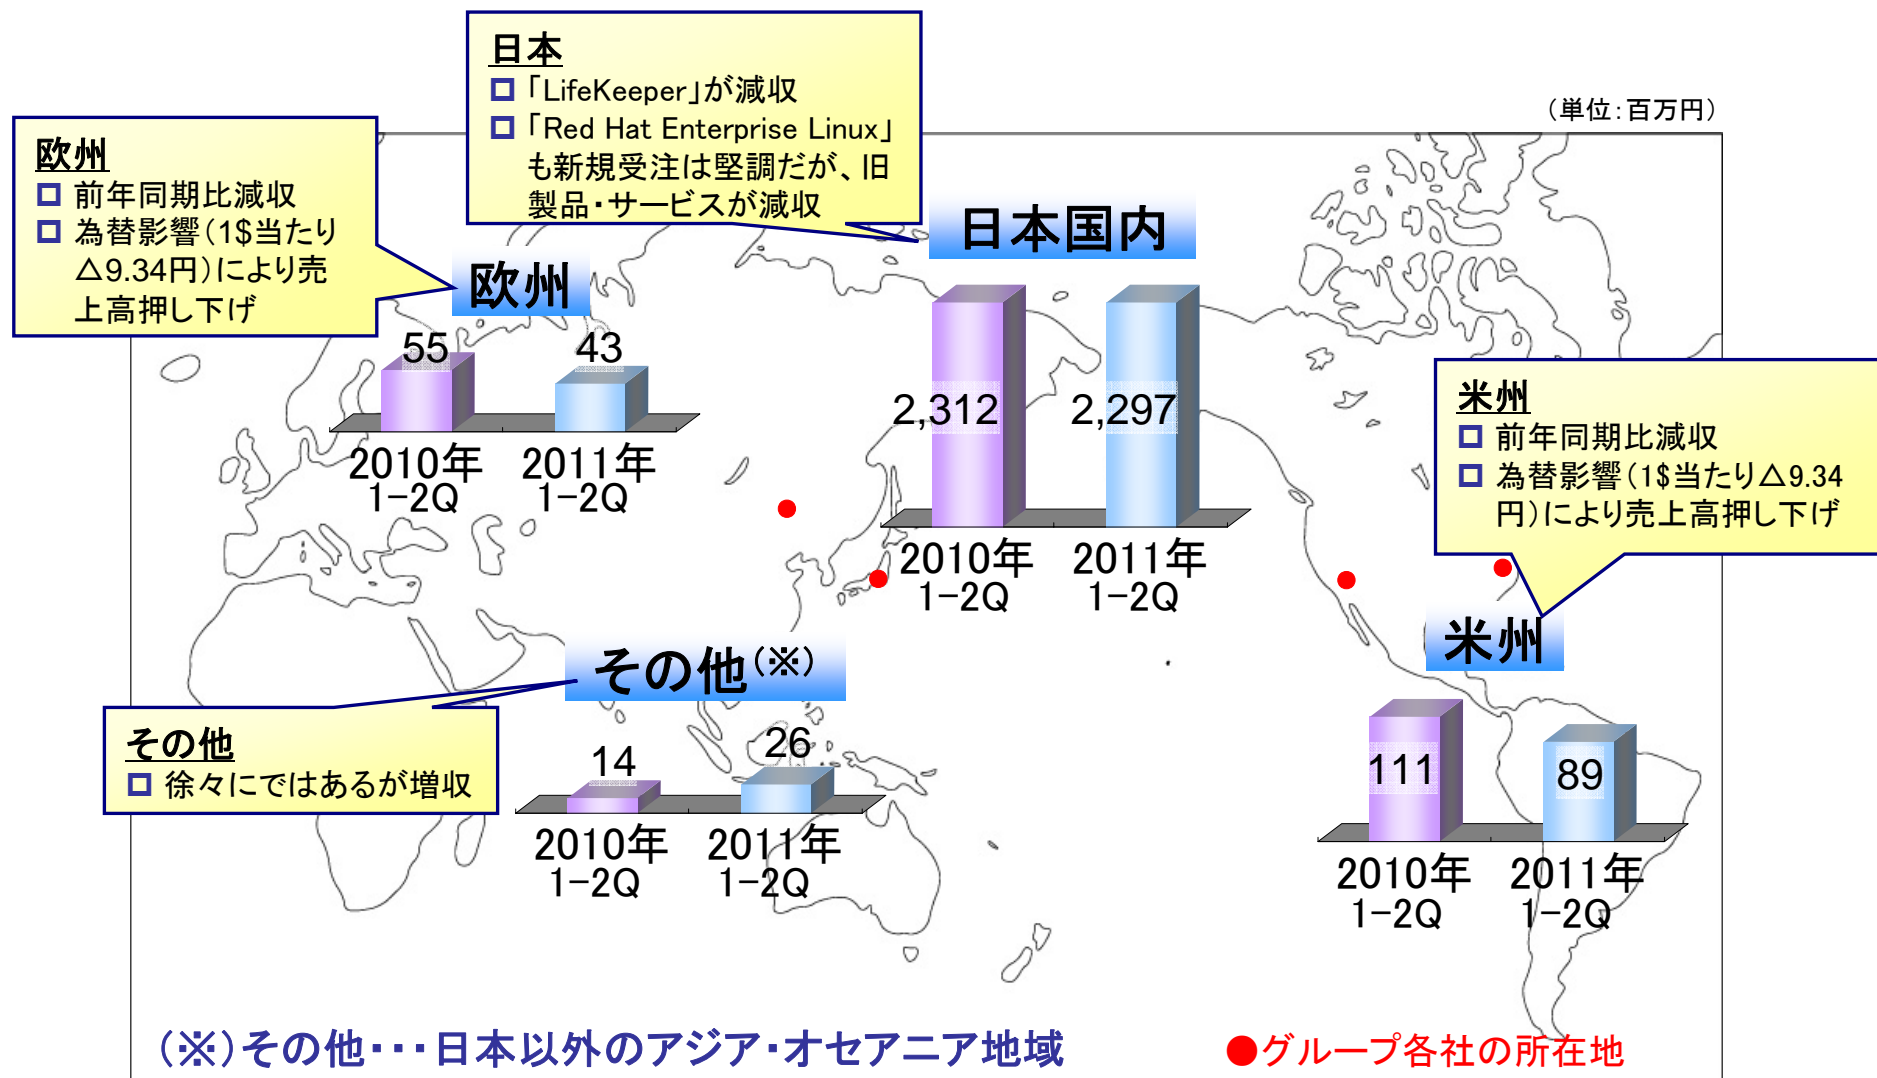 日本
「LifeKeeper」が減収
「Red Hat Enterprise Linux」
も新規受注は堅調だが、旧
製品・サービスが減収
(単位:百万円)
欧州
前年同期比減収
為替影響(1$当たり
△9.34円)により売
上高押し下げ
日本国内
欧州
55
43
2010年
1-2Q
2011年
1-2Q
2,312
2,297
2010年
1-2Q
2011年
1-2Q
米州
前年同期比減収
為替影響(1$当たり△9.34
円)により売上高押し下げ
米州
111
89
2010年
1-2Q
2011年
1-2Q
その他(※)
その他
徐々にではあるが増収
14
26
2010年
1-2Q
2011年
1-2Q
(※)その他・・・日本以外のアジア・オセアニア地域
●グループ各社の所在地